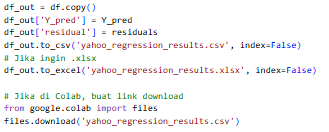 df_out = df.copy()
df_out['Y_pred'] = Y_pred
df_out['residual'] = residuals
df_out.to_csv('yahoo_regression_results.csv', index=False)
# Jika ingin .xlsx
df_out.to_excel('yahoo_regression_results.xlsx', index=False)
# Jika di Colab, buat link download
from google.colab import files
files.download('yahoo_regression_results.csv')